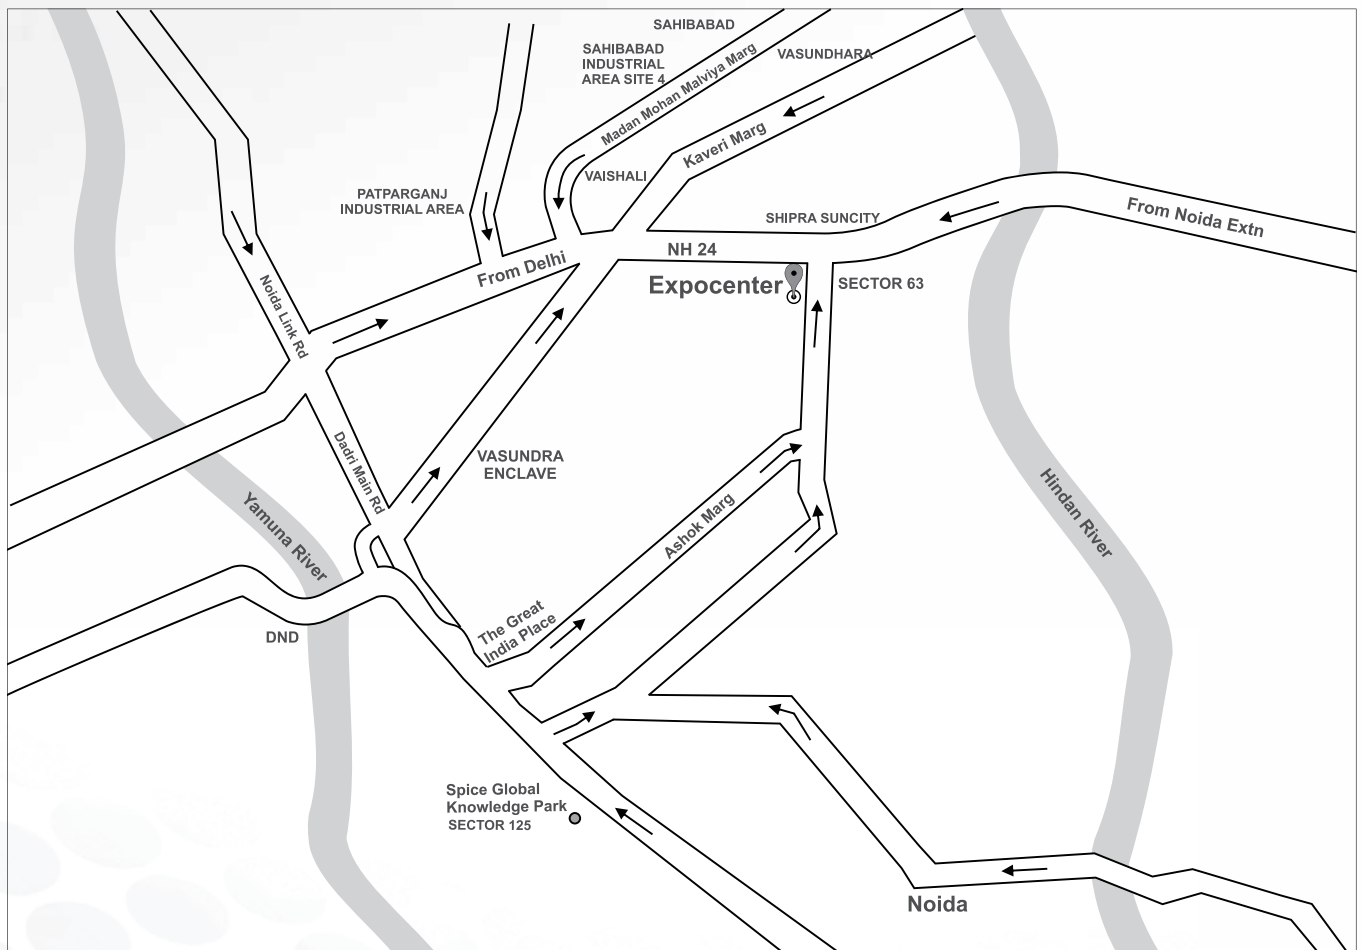 SAHIBABAD
SAHIBABAD
INDUSTRIAL
AREA SITE 4
Madan Mohan Malviya Marg
VASUNDHARA
Kaveri Marg
VAISHALI
PATPARGANJ
INDUSTRIAL AREA
SHIPRA SUNCITY
From Noida Extn
From Delhi
NH 24
Expocenter
SECTOR 63
Noida Link Rd
Dadri Main Rd
VASUNDRA
ENCLAVE
Yamuna River
Ashok Marg
Hindan River
The Great
India Place
DND
Spice Global
Knowledge Park
SECTOR 125
Noida